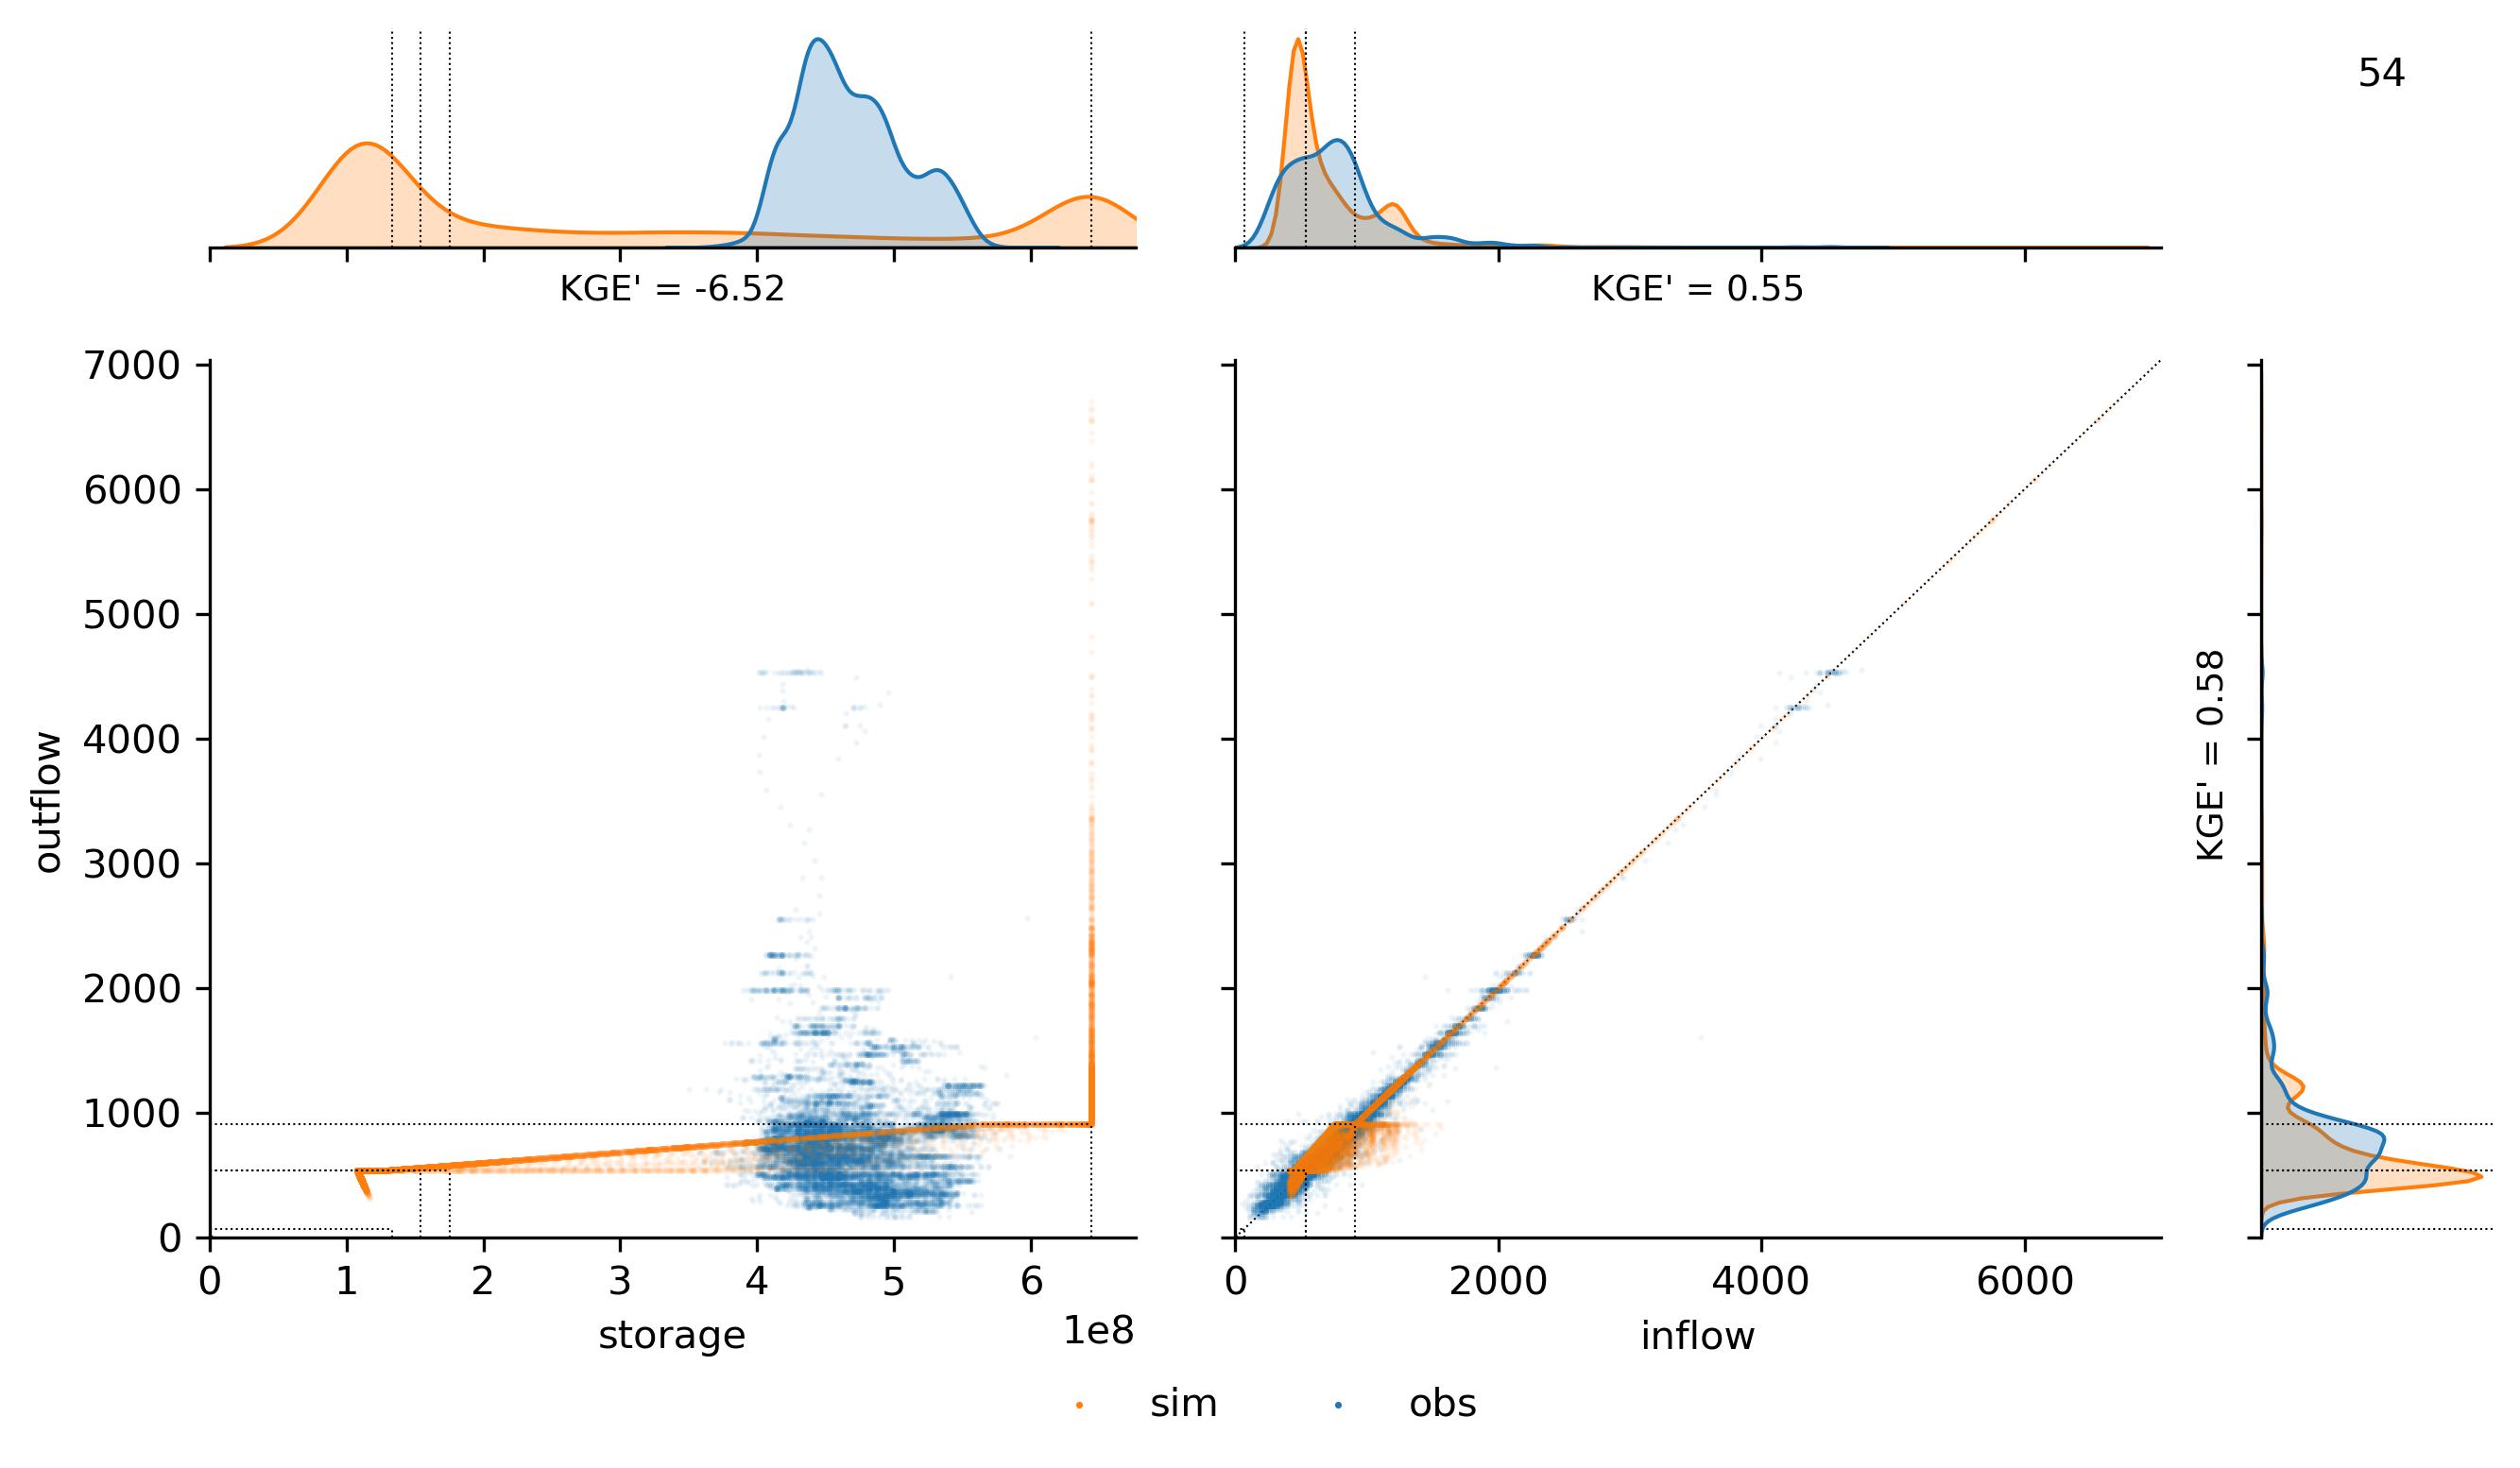 54
KGE' = -6.52
KGE' = 0.55
7000
6000
5000
4000
3000
2000
1000
0
outflow
0 1 2 3 4 5 6
1e8
storage
0 2000 4000 6000
inflow
KGE' = 0.58
sim obs